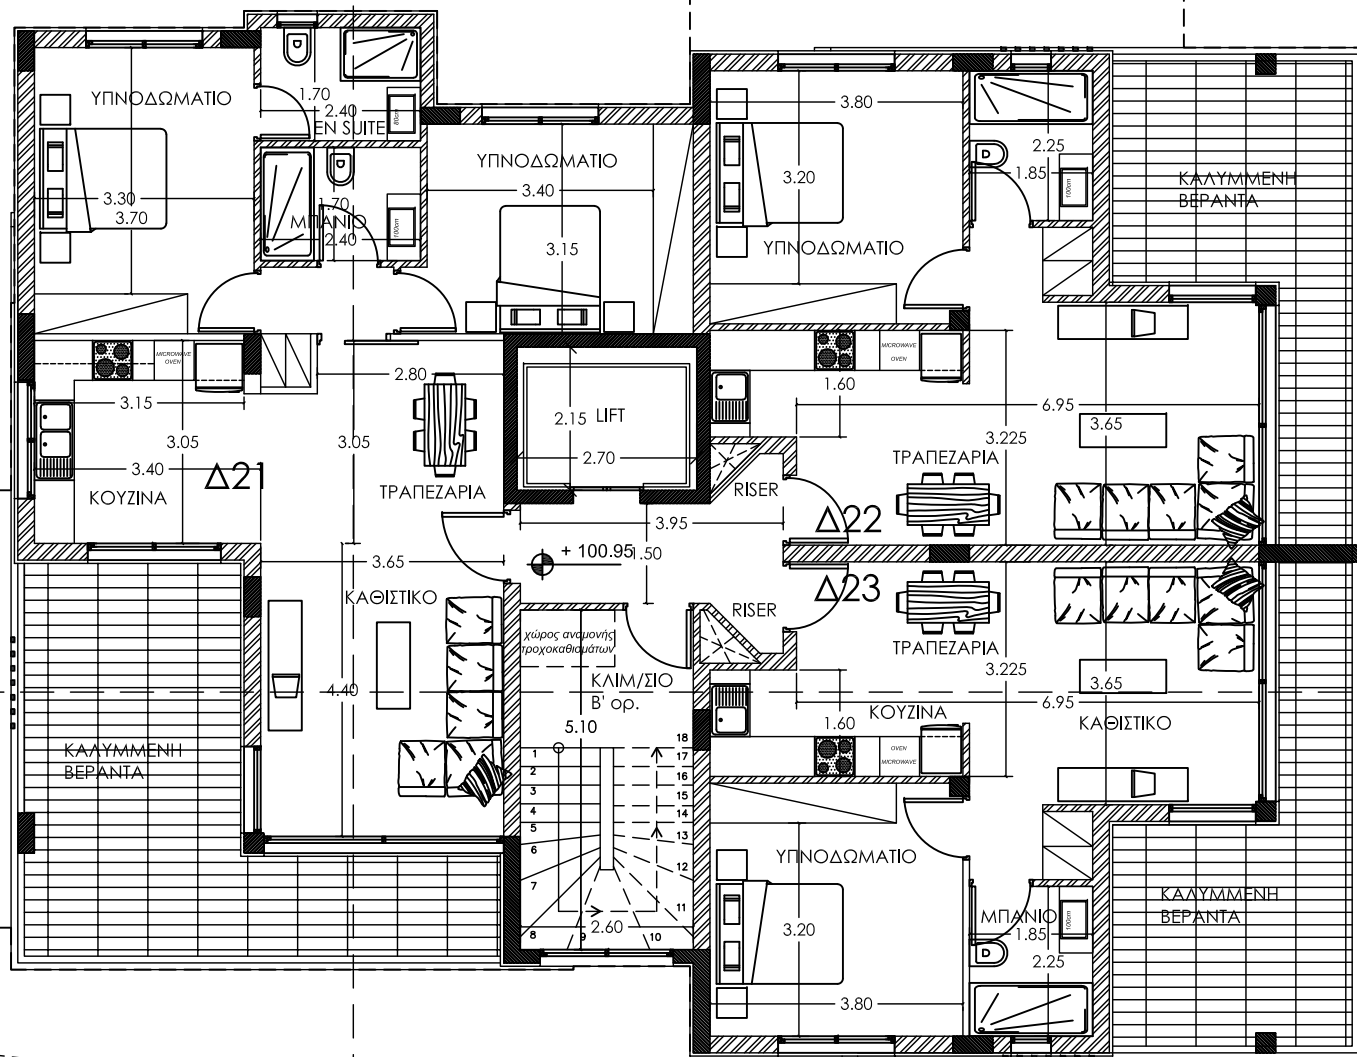 ΥΠΝΟΔΩΜΑΤΙΟ
1.70
2.40
EN SUITE
80cm
3.30
3.70
1.70
ΜΠΑΝΙΟ
2.40
100cm
ΥΠΝΟΔΩΜΑΤΙΟ
3.40
3.15
3.80
3.20
ΥΠΝΟΔΩΜΑΤΙΟ
2.25
1.85
100cm
ΚΑΛΥΜΜΕΝΗ
ΒΕΡΑΝΤΑ
MICROWAVE
OVEN
3.15
3.05
3.40
Δ21
ΚΟΥΖΙΝΑ
2.80
3.05
ΤΡΑΠΕΖΑΡΙΑ
2.15
LIFT
2.70
MICROWAVE
OVEN
1.60
6.95
3.65
3.225
ΤΡΑΠΕΖΑΡΙΑ
RISER
3.95
Δ22
+ 100.95
1.50
3.65
ΚΑΘΙΣΤΙΚΟ
4.40
Δ23
RISER
ΤΡΑΠΕΖΑΡΙΑ
3.225
3.65
6.95
ΚΑΘΙΣΤΙΚΟ
χώρος αναμονής
τροχοκαθισμάτων
ΚΛΙΜ/ΣΙΟ
Β' ορ.
5.10
1.60
ΚΟΥΖΙΝΑ
OVEN
MICROWAVE
ΚΑΛΥΜΜΕΝΗ
ΒΕΡΑΝΤΑ
1
2
3
4
5
6
7
8
9
10
11
12
13
14
15
16
17
18
2.60
ΥΠΝΟΔΩΜΑΤΙΟ
3.20
3.80
ΜΠΑΝΙΟ
1.85
2.25
100cm
ΚΑΛΥΜΜΕΝΗ
ΒΕΡΑΝΤΑ